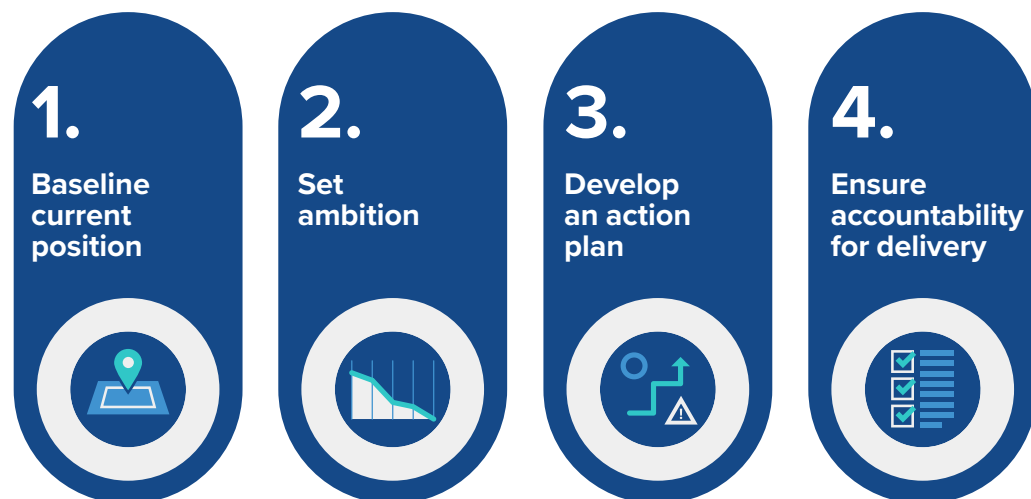 1.
Baseline
current
position
2.
Set
ambition
3.
Develop
an action
plan
4.
Ensure
accountability
for delivery